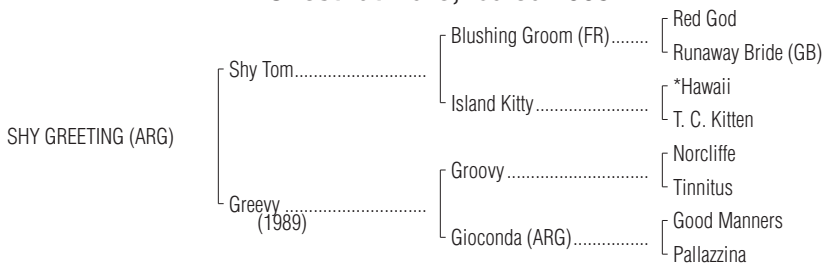 Red God
Blushing Groom (FR)........
Runaway Bride (GB)
Shy Tom............................
*Hawaii
Island Kitty........................
T. C. Kitten
SHY GREETING (ARG)
Norcliffe
Groovy..............................
Tinnitus
Greevy..............................
(1989)
Good Manners
Gioconda (ARG)................
Pallazzina